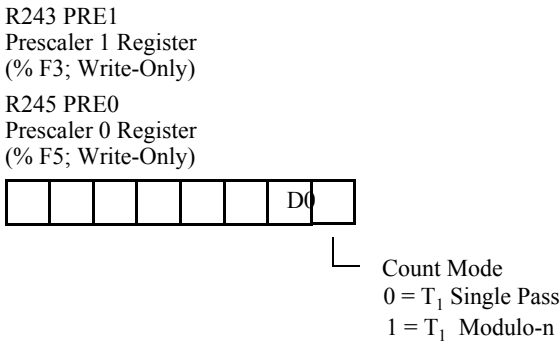 R243 PRE1
Prescaler 1 Register
(% F3; Write-Only)
R245 PRE0
Prescaler 0 Register
(% F5; Write-Only)
D0
Count Mode
0 = T₁ Single Pass
1 = T₁ Modulo-n